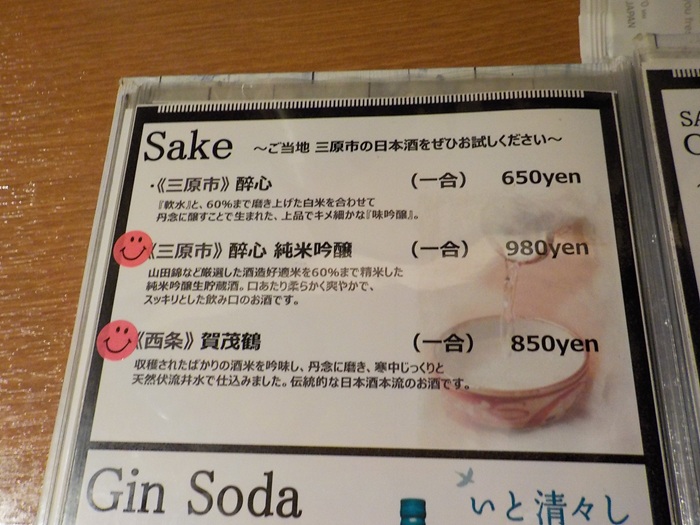 Sake ～ご当地 三原市の日本酒をぜひお試しください～
・《三原市》 酔心 （一合） 650yen
『軟水』と、60％まで磨き上げた白米を合わせて
丹念に醸すことで生まれた、上品でキメ細かな『味吟醸』。
《三原市》 酔心 純米吟醸 （一合） 980yen
山田錦など厳選した酒造好適米を60％まで精米した
純米吟醸生貯蔵酒。口あたり柔らかく爽やかで、
スッキリとした飲み口のお酒です。
《西条》 賀茂鶴 （一合） 850yen
収穫されたばかりの酒米を吟味し、丹念に磨き、寒中じっくりと
天然伏流井水で仕込みました。伝統的な日本酒本流のお酒です。
Gin Soda
いと清々し
JAPAN
SA